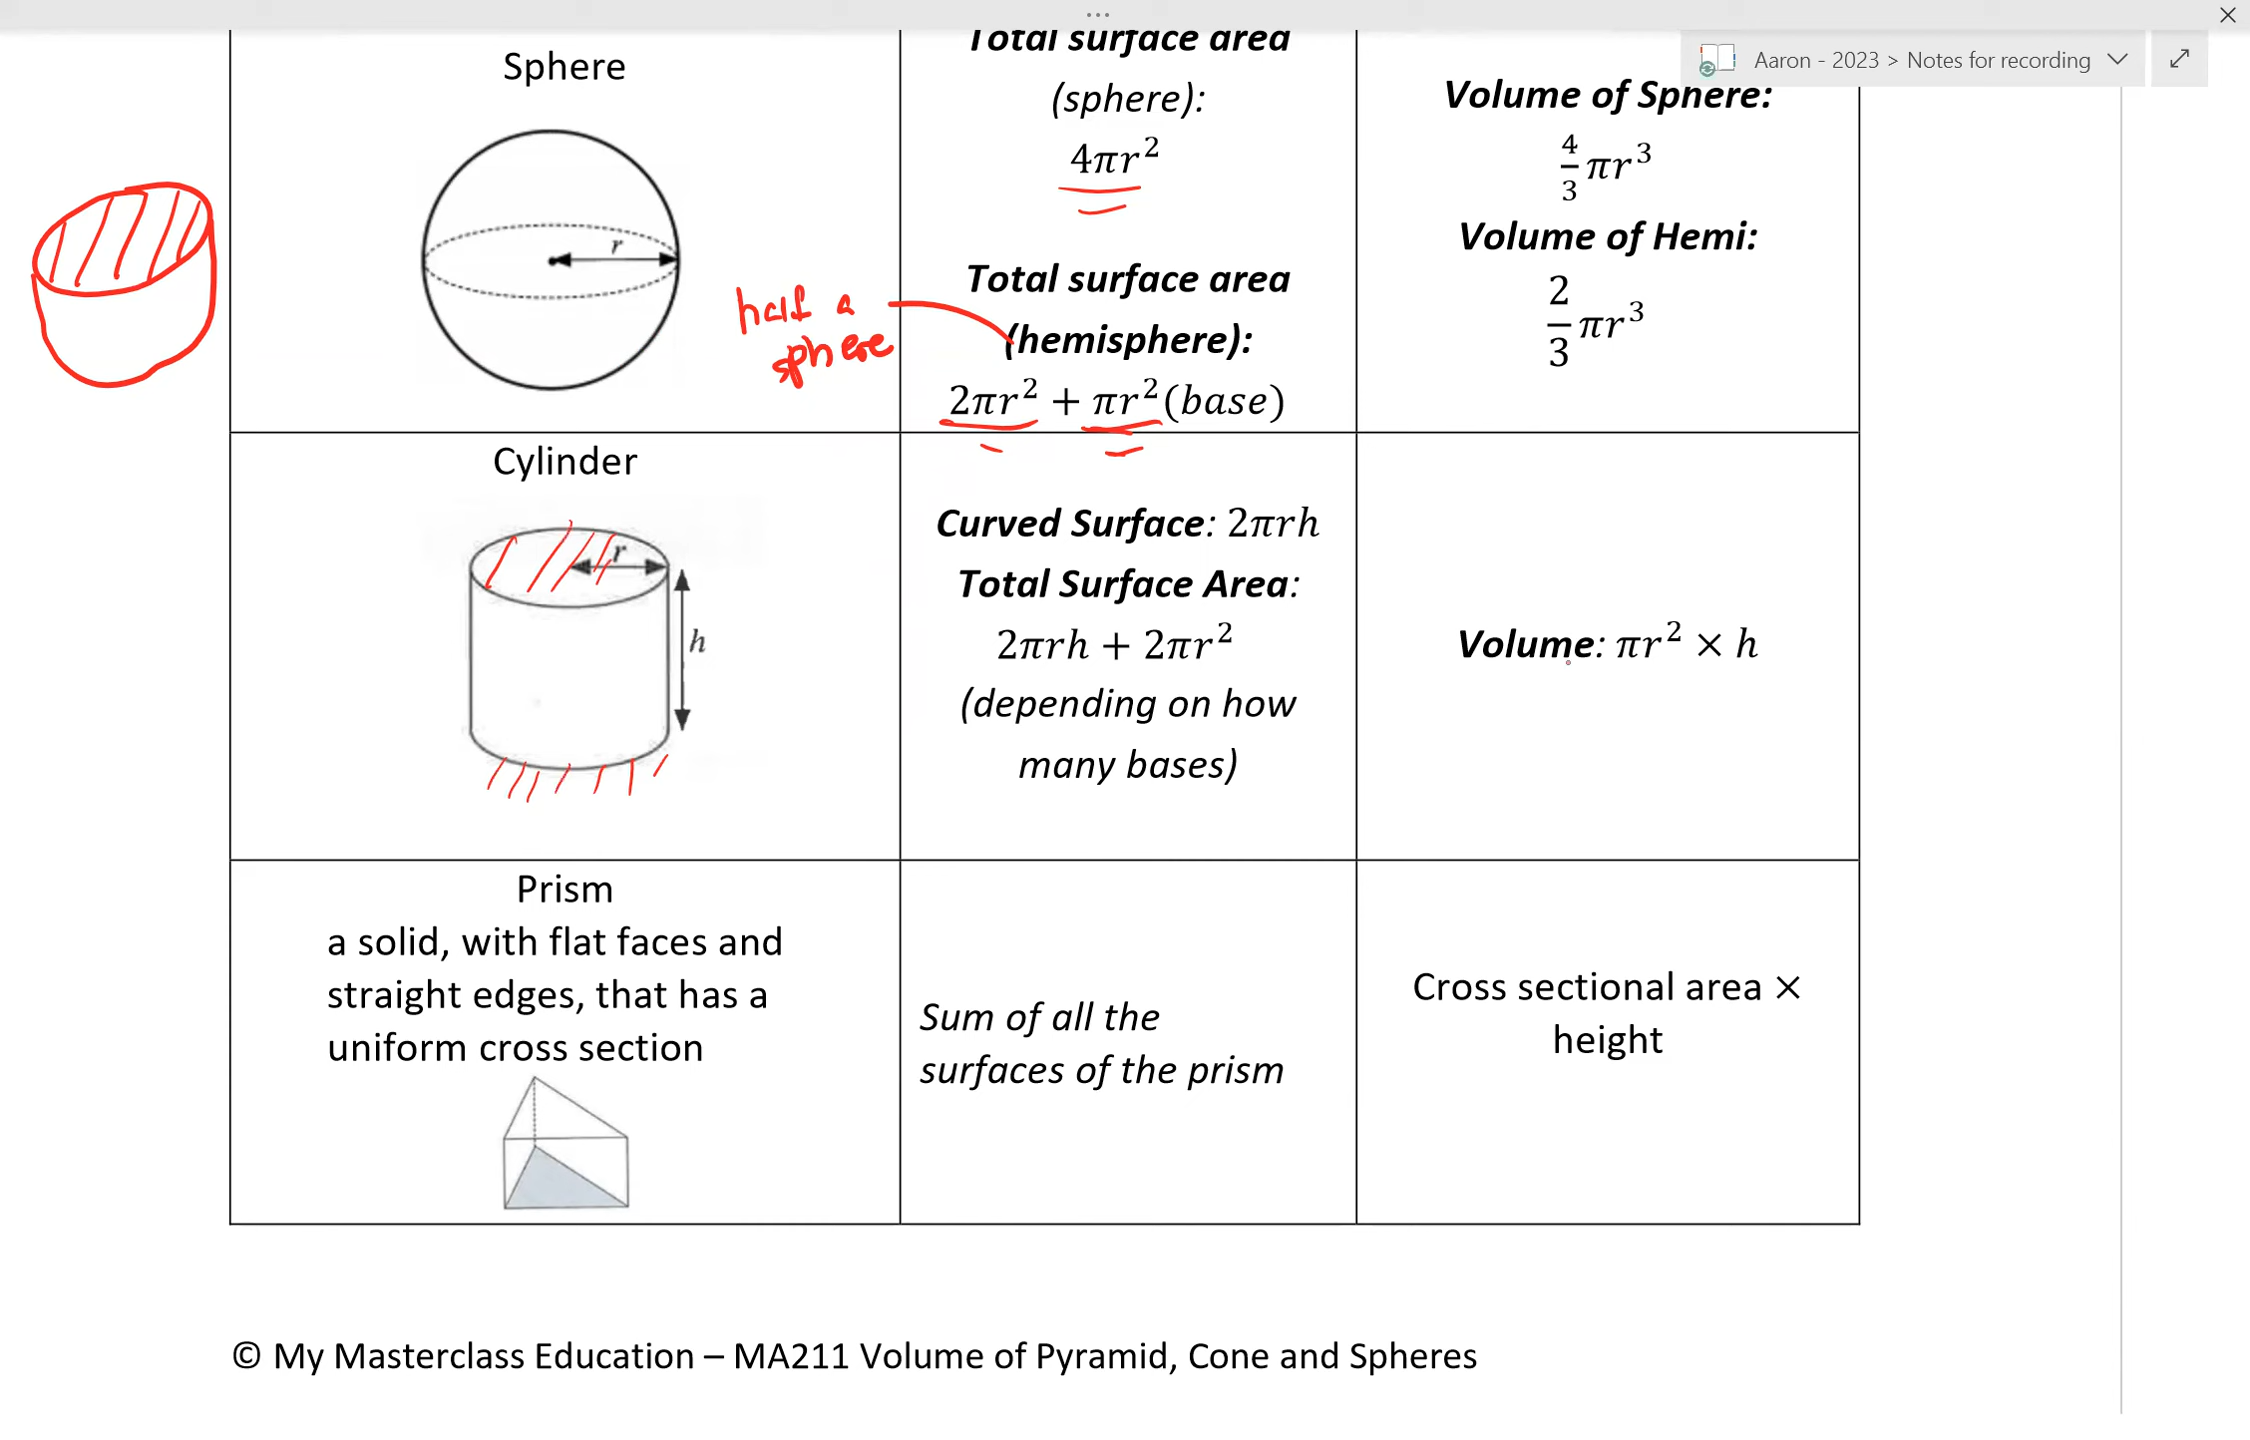 Aaron - 2023 > Notes for recording
Sphere
r
Total surface area
(sphere):
4πr²
Total surface area
(hemisphere):
2πr² + πr²(base)
half a
sphere
Volume of Sphere:
4/3 πr³
Volume of Hemi:
2/3 πr³
Cylinder
r
h
Curved Surface: 2πrh
Total Surface Area:
2πrh + 2πr²
(depending on how
many bases)
Volume: πr² × h
Prism
a solid, with flat faces and
straight edges, that has a
uniform cross section
Sum of all the
surfaces of the prism
Cross sectional area ×
height
© My Masterclass Education – MA211 Volume of Pyramid, Cone and Spheres